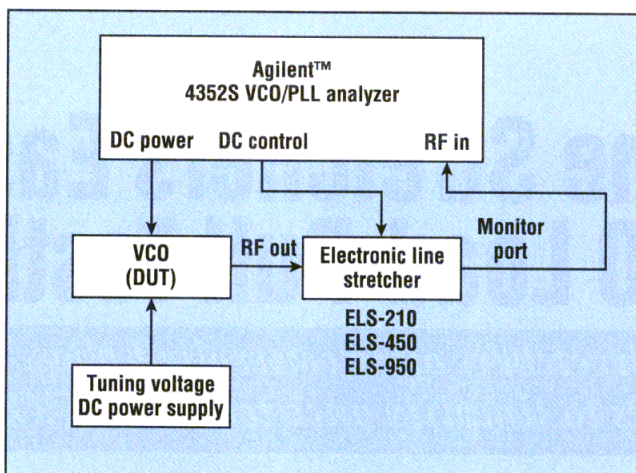 Agilent™
4352S VCO/PLL analyzer
DC power DC control RF in
VCO
(DUT)
RF out
Electronic line
stretcher
Monitor
port
ELS-210
ELS-450
ELS-950
Tuning voltage
DC power supply